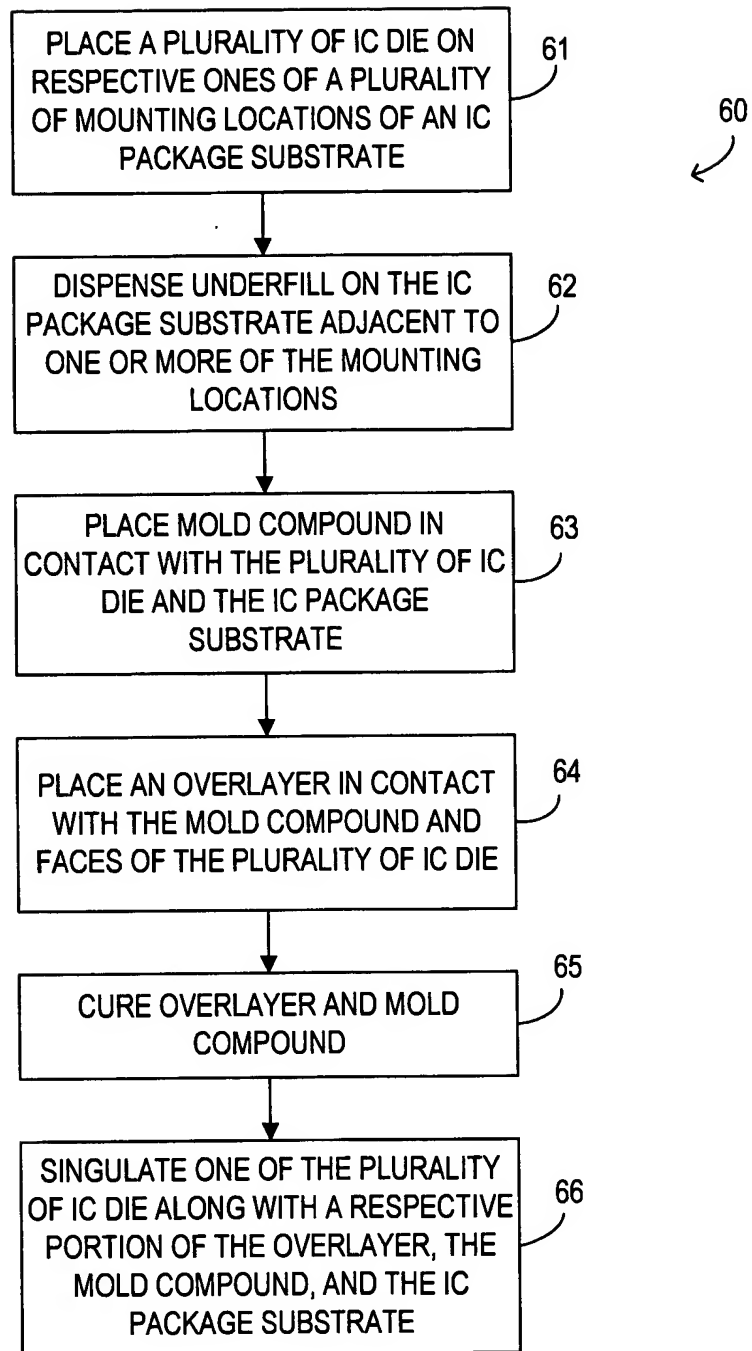 PLACE A PLURALITY OF IC DIE ON
RESPECTIVE ONES OF A PLURALITY
OF MOUNTING LOCATIONS OF AN IC
PACKAGE SUBSTRATE
61
60
DISPENSE UNDERFILL ON THE IC
PACKAGE SUBSTRATE ADJACENT TO
ONE OR MORE OF THE MOUNTING
LOCATIONS
62
PLACE MOLD COMPOUND IN
CONTACT WITH THE PLURALITY OF IC
DIE AND THE IC PACKAGE
SUBSTRATE
63
PLACE AN OVERLAYER IN CONTACT
WITH THE MOLD COMPOUND AND
FACES OF THE PLURALITY OF IC DIE
64
CURE OVERLAYER AND MOLD
COMPOUND
65
SINGULATE ONE OF THE PLURALITY
OF IC DIE ALONG WITH A RESPECTIVE
PORTION OF THE OVERLAYER, THE
MOLD COMPOUND, AND THE IC
PACKAGE SUBSTRATE
66